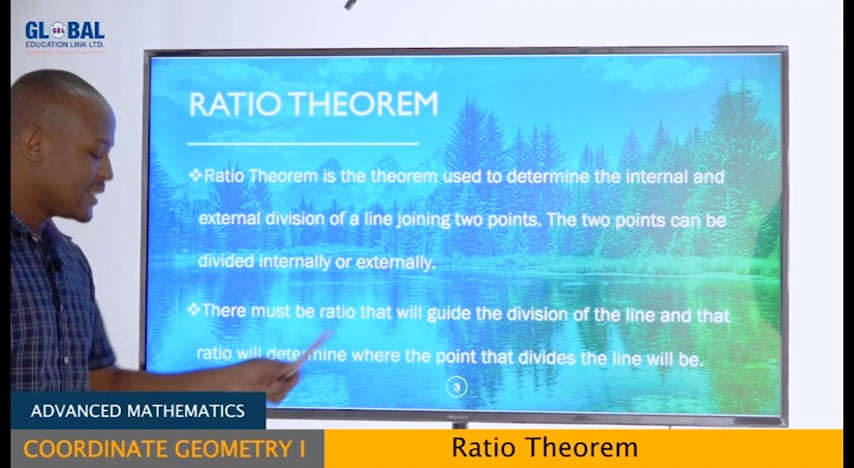 GLOBAL
EDUCATION LINK LTD.
RATIO THEOREM
❖Ratio Theorem is the theorem used to determine the internal and
external division of a line joining two points. The two points can be
divided internally or externally.
❖There must be ratio that will guide the division of the line and that
ratio will determine where the point that divides the line will be.
3
Hisense
ADVANCED MATHEMATICS
COORDINATE GEOMETRY I
Ratio Theorem